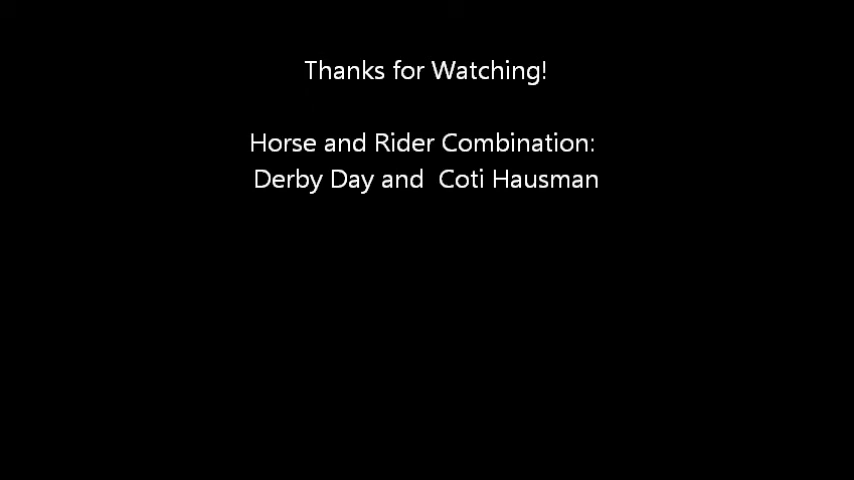 Thanks for Watching!
Horse and Rider Combination:
Derby Day and  Coti Hausman